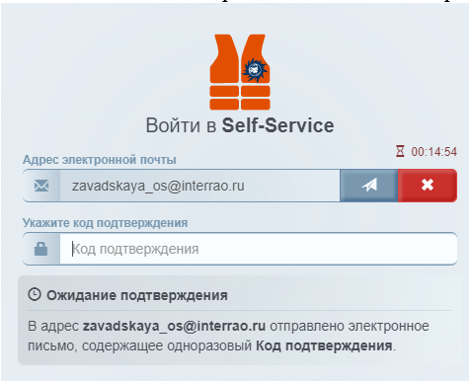 Войти в Self-Service
00:14:54
Адрес электронной почты
zavadskaya_os@interrao.ru
Укажите код подтверждения
Код подтверждения
Ожидание подтверждения
В адрес zavadskaya_os@interrao.ru отправлено электронное
письмо, содержащее одноразовый Код подтверждения.